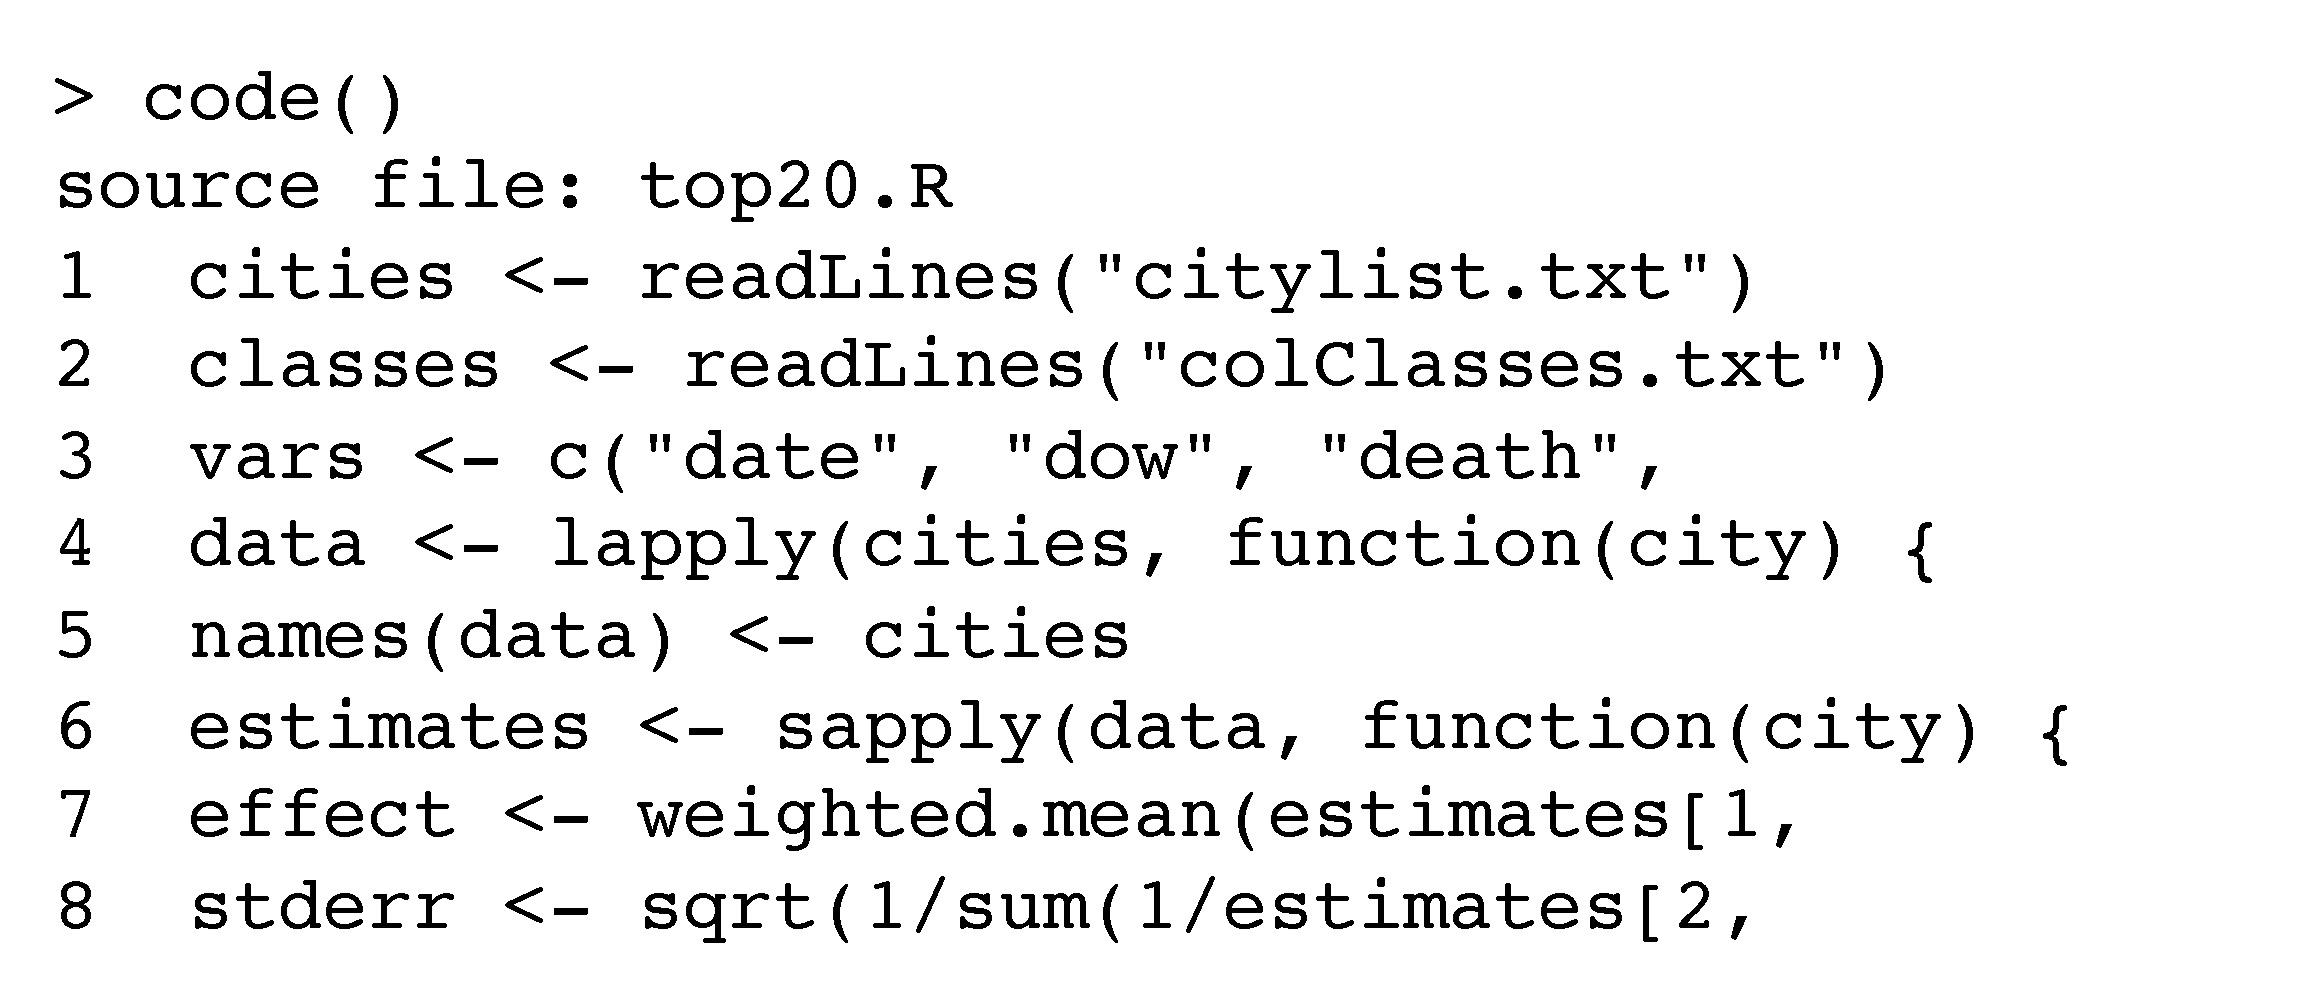 > code()
source file: top20.R
1  cities <- readLines("citylist.txt")
2  classes <- readLines("colClasses.txt")
3  vars <- c("date", "dow", "death",
4  data <- lapply(cities, function(city) {
5  names(data) <- cities
6  estimates <- sapply(data, function(city) {
7  effect <- weighted.mean(estimates[1,
8  stderr <- sqrt(1/sum(1/estimates[2,